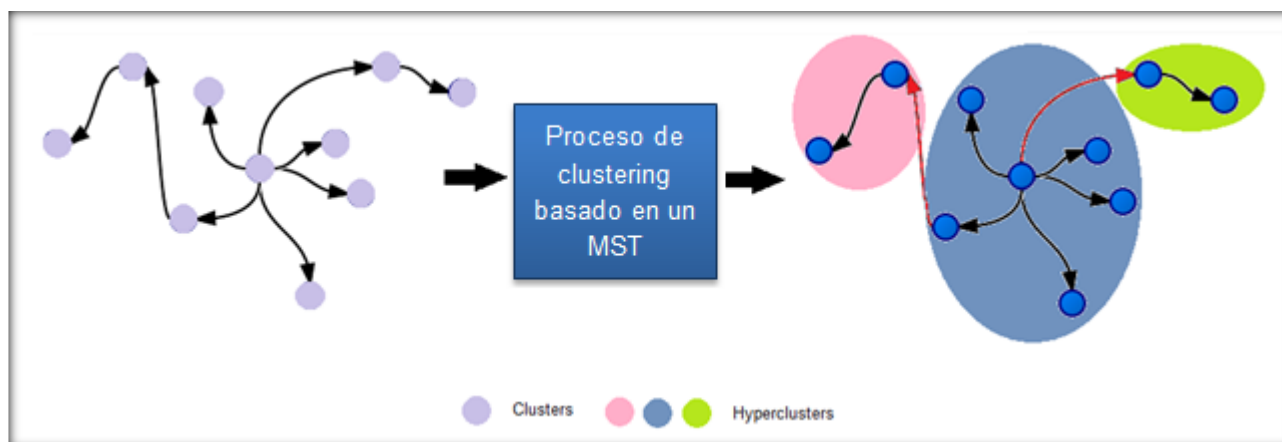 Proceso de
clustering
basado en un
MST
Clusters
Hyperclusters